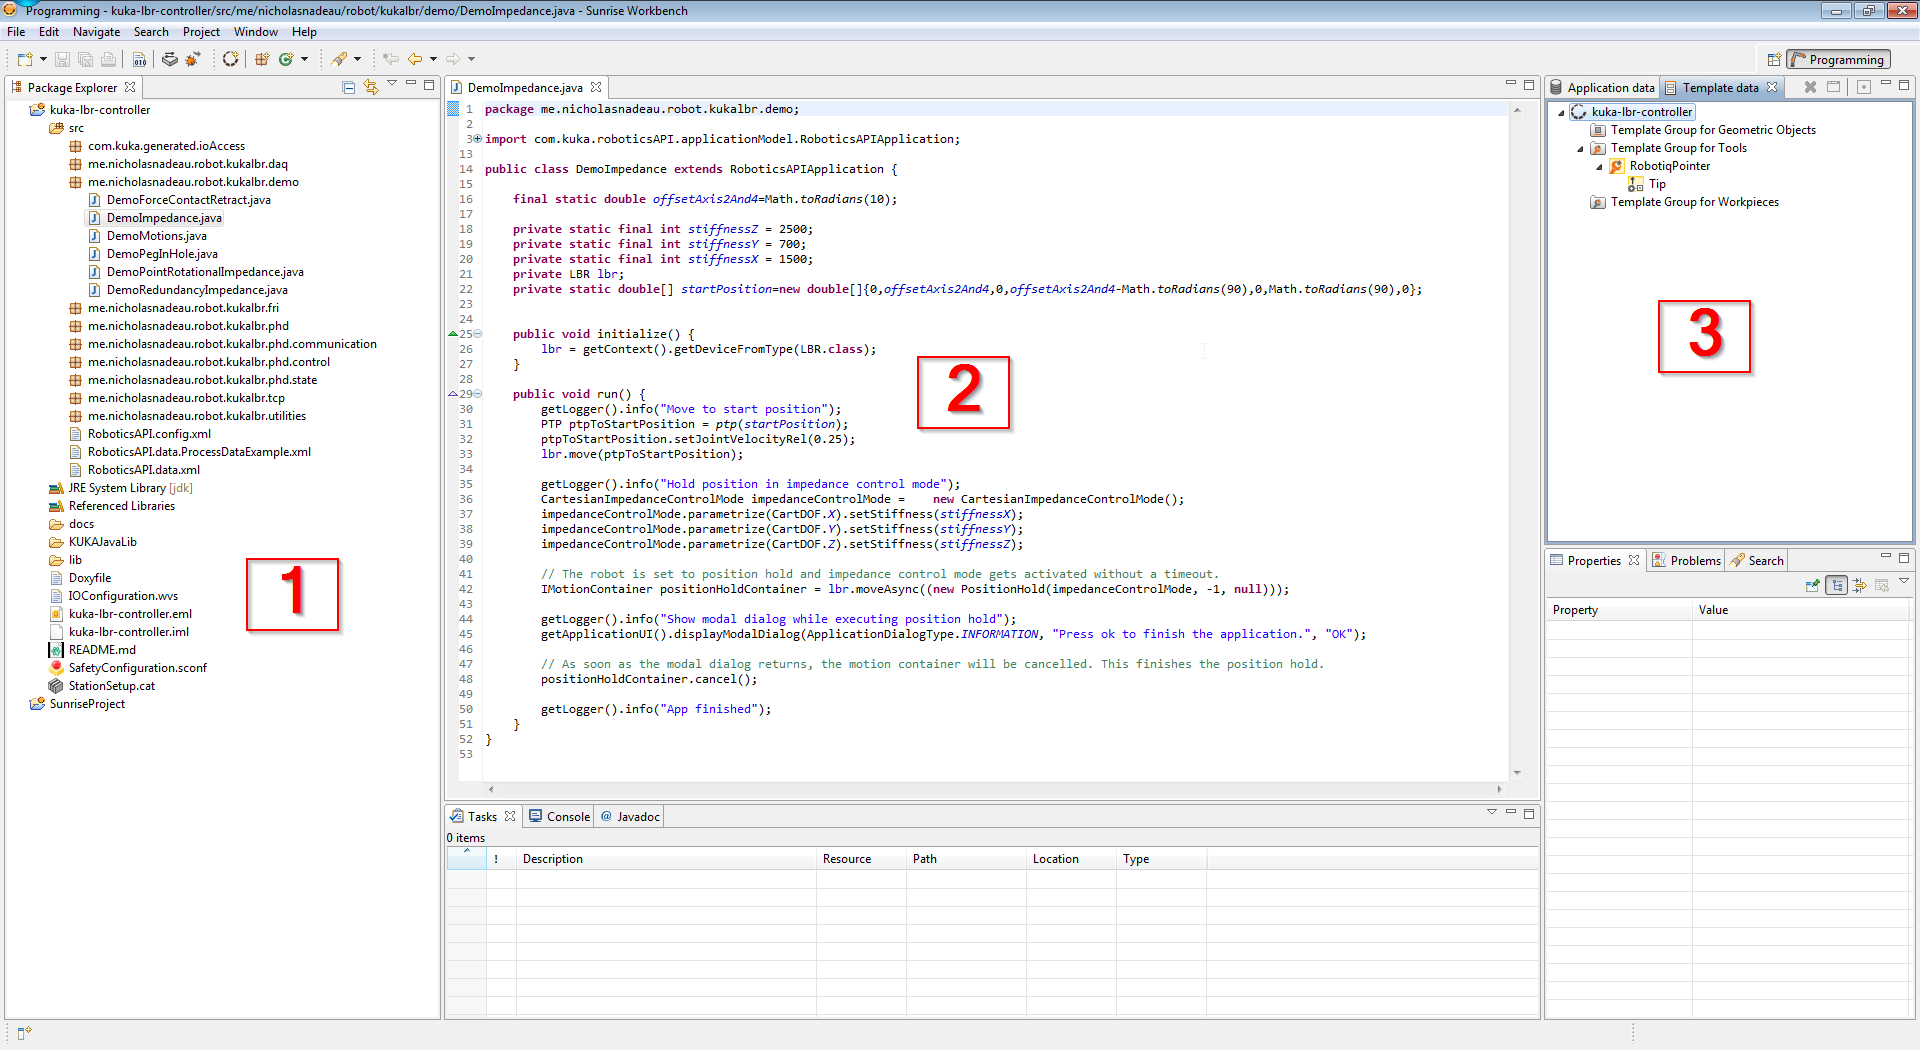 Programming - kuka-lbr-controller/src/me/nicholasnadeau/robot/kukalbr/demo/DemoImpedance.java - Sunrise Workbench
File Edit Navigate Search Project Window Help
Programming
Package Explorer
kuka-lbr-controller
src
com.kuka.generated.ioAccess
me.nicholasnadeau.robot.kukalbr.daq
me.nicholasnadeau.robot.kukalbr.demo
DemoForceContactRetract.java
DemoImpedance.java
DemoMotions.java
DemoPegInHole.java
DemoPointRotationalImpedance.java
DemoRedundancyImpedance.java
me.nicholasnadeau.robot.kukalbr.fri
me.nicholasnadeau.robot.kukalbr.phd
me.nicholasnadeau.robot.kukalbr.phd.communication
me.nicholasnadeau.robot.kukalbr.phd.control
me.nicholasnadeau.robot.kukalbr.phd.state
me.nicholasnadeau.robot.kukalbr.tcp
me.nicholasnadeau.robot.kukalbr.utilities
RoboticsAPI.config.xml
RoboticsAPI.data.ProcessDataExample.xml
RoboticsAPI.data.xml
JRE System Library [jdk]
Referenced Libraries
docs
KUKAJavaLib
lib
Doxyfile
IOConfiguration.wvs
kuka-lbr-controller.eml
kuka-lbr-controller.iml
README.md
SafetyConfiguration.sconf
StationSetup.cat
SunriseProject
1
DemoImpedance.java
1 package me.nicholasnadeau.robot.kukalbr.demo;
2
3 import com.kuka.roboticsAPI.applicationModel.RoboticsAPIApplication;
13
14 public class DemoImpedance extends RoboticsAPIApplication {
15
16 final static double offsetAxis2And4=Math.toRadians(10);
17
18 private static final int stiffnessZ = 2500;
19 private static final int stiffnessY = 700;
20 private static final int stiffnessX = 1500;
21 private LBR lbr;
22 private static double[] startPosition=new double[]{0,offsetAxis2And4,0,offsetAxis2And4-Math.toRadians(90),0,Math.toRadians(90),0};
23
24
25 public void initialize() {
26 lbr = getContext().getDeviceFromType(LBR.class);
27 }
28
29 public void run() {
30 getLogger().info("Move to start position");
31 PTP ptpToStartPosition = ptp(startPosition);
32 ptpToStartPosition.setJointVelocityRel(0.25);
33 lbr.move(ptpToStartPosition);
34
35 getLogger().info("Hold position in impedance control mode");
36 CartesianImpedanceControlMode impedanceControlMode = new CartesianImpedanceControlMode();
37 impedanceControlMode.parametrize(CartDOF.X).setStiffness(stiffnessX);
38 impedanceControlMode.parametrize(CartDOF.Y).setStiffness(stiffnessY);
39 impedanceControlMode.parametrize(CartDOF.Z).setStiffness(stiffnessZ);
40
41 // The robot is set to position hold and impedance control mode gets activated without a timeout.
42 IMotionContainer positionHoldContainer = lbr.moveAsync((new PositionHold(impedanceControlMode, -1, null)));
43
44 getLogger().info("Show modal dialog while executing position hold");
45 getApplicationUI().displayModalDialog(ApplicationDialogType.INFORMATION, "Press ok to finish the application.", "OK");
46
47 // As soon as the modal dialog returns, the motion container will be cancelled. This finishes the position hold.
48 positionHoldContainer.cancel();
49
50 getLogger().info("App finished");
51 }
52 }
53
2
Tasks Console @ Javadoc
0 items
! Description Resource Path Location Type
Application data Template data
kuka-lbr-controller
Template Group for Geometric Objects
Template Group for Tools
RobotiqPointer
Tip
Template Group for Workpieces
3
Properties Problems Search
Property Value